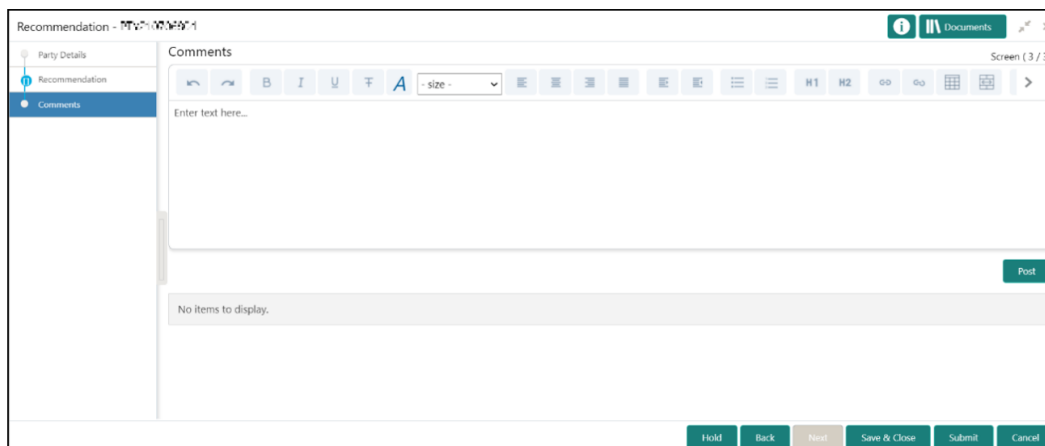 Recommendation -
Documents
Party Details
Recommendation
Comments
Comments
Screen ( 3 / 3
B I U T A - size - H1 H2
Enter text here...
Post
No items to display.
Hold Back Next Save & Close Submit Cancel